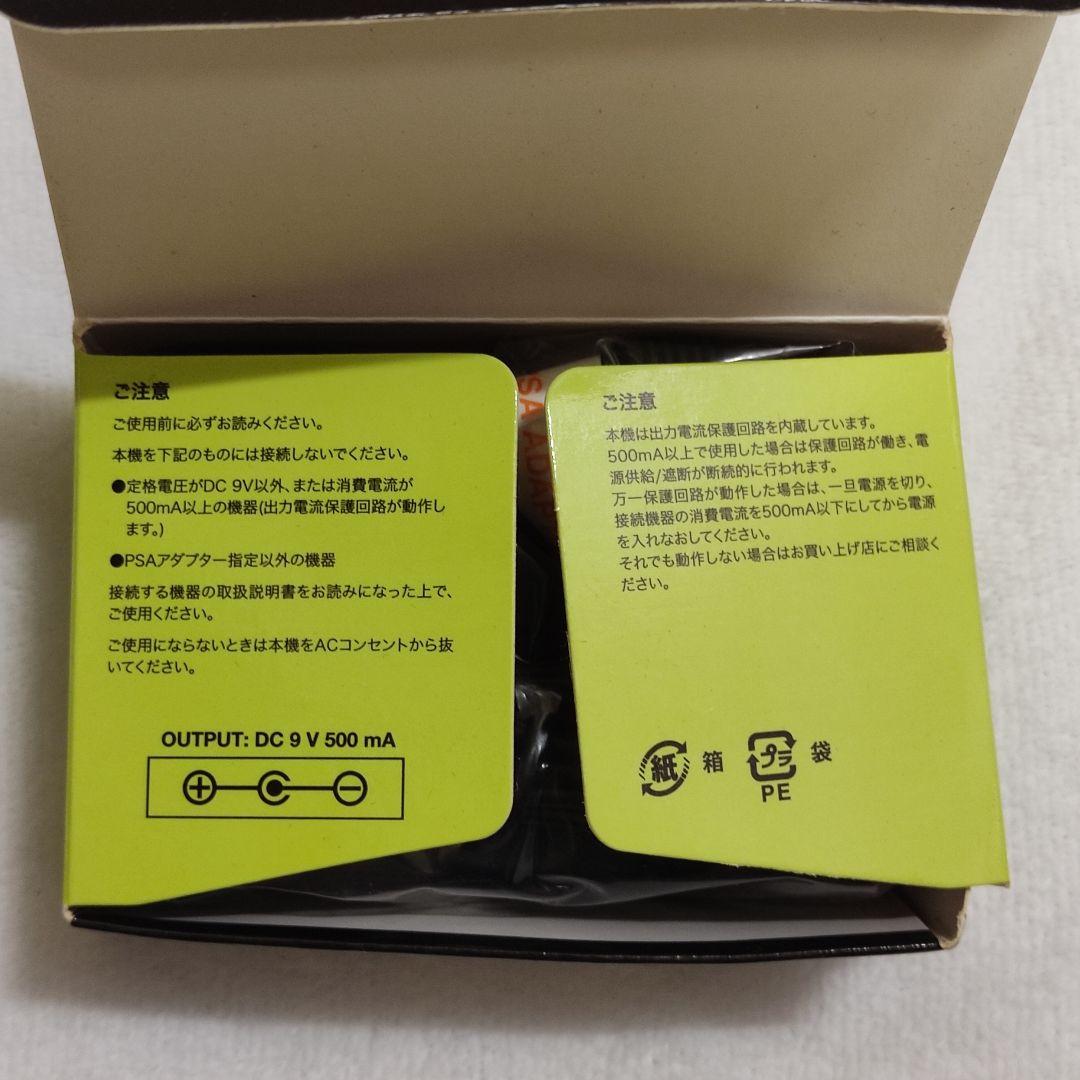 ご注意
ご使用前に必ずお読みください。
本機を下記のものには接続しないでください。
●定格電圧がDC 9V以外、または消費電流が
500mA以上の機器(出力電流保護回路が動作し
ます。)
●PSAアダプター指定以外の機器
接続する機器の取扱説明書をお読みになった上で、
ご使用ください。
ご使用にならないときは本機をACコンセントから抜
いてください。
OUTPUT: DC 9 V 500 mA
SA ADAP
ご注意
本機は出力電流保護回路を内蔵しています。
500mA以上で使用した場合は保護回路が働き、電
源供給/遮断が断続的に行われます。
万一保護回路が動作した場合は、一旦電源を切り、
接続機器の消費電流を500mA以下にしてから電源
を入れなおしてください。
それでも動作しない場合はお買い上げ店にご相談く
ださい。
紙 箱 プラ 袋
PE